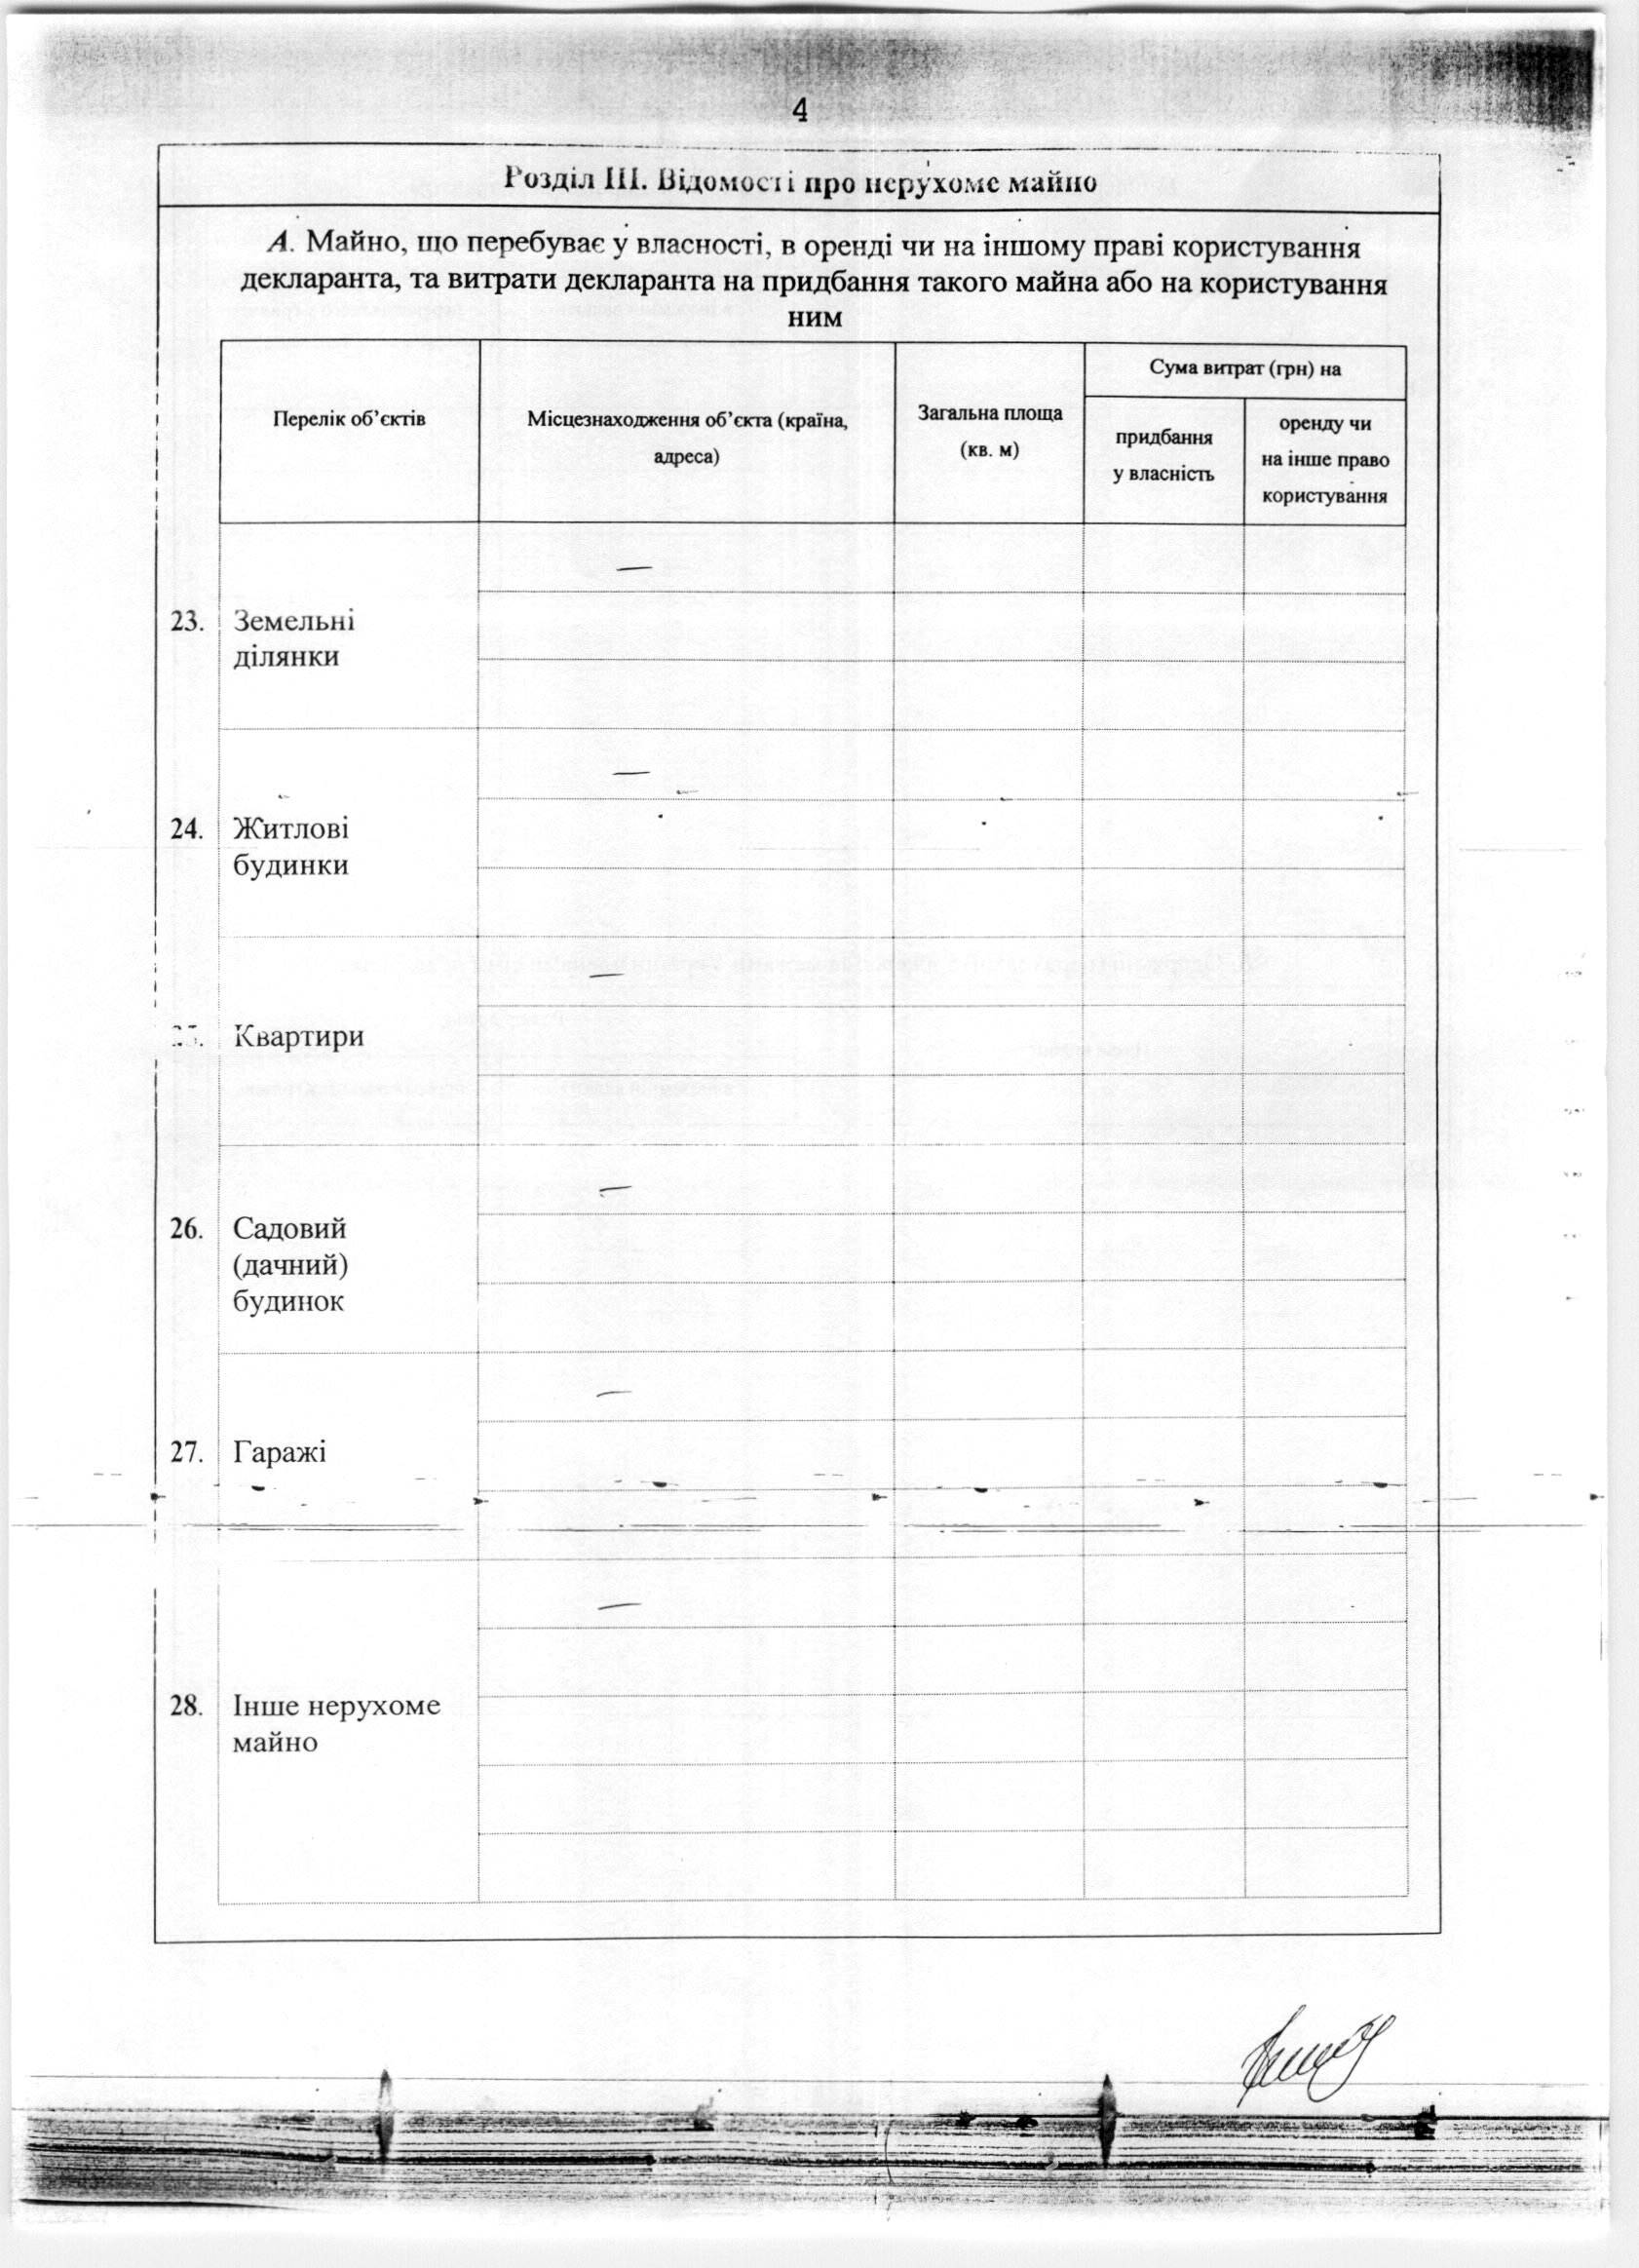 4
Розділ III. Відомості про нерухоме майно
А. Майно, що перебуває у власності, в оренді чи на іншому праві користування
декларанта, та витрати декларанта на придбання такого майна або на користування
ним
Перелік об’єктів
Місцезнаходження об’єкта (країна,
адреса)
Загальна площа
(кв. м)
Сума витрат (грн) на
придбання
у власність
оренду чи
на інше право
користування
—
23. Земельні
ділянки
—
24. Житлові
будинки
—
Квартири
—
26. Садовий
(дачний)
будинок
—
27. Гаражі
—
28. Інше нерухоме
майно